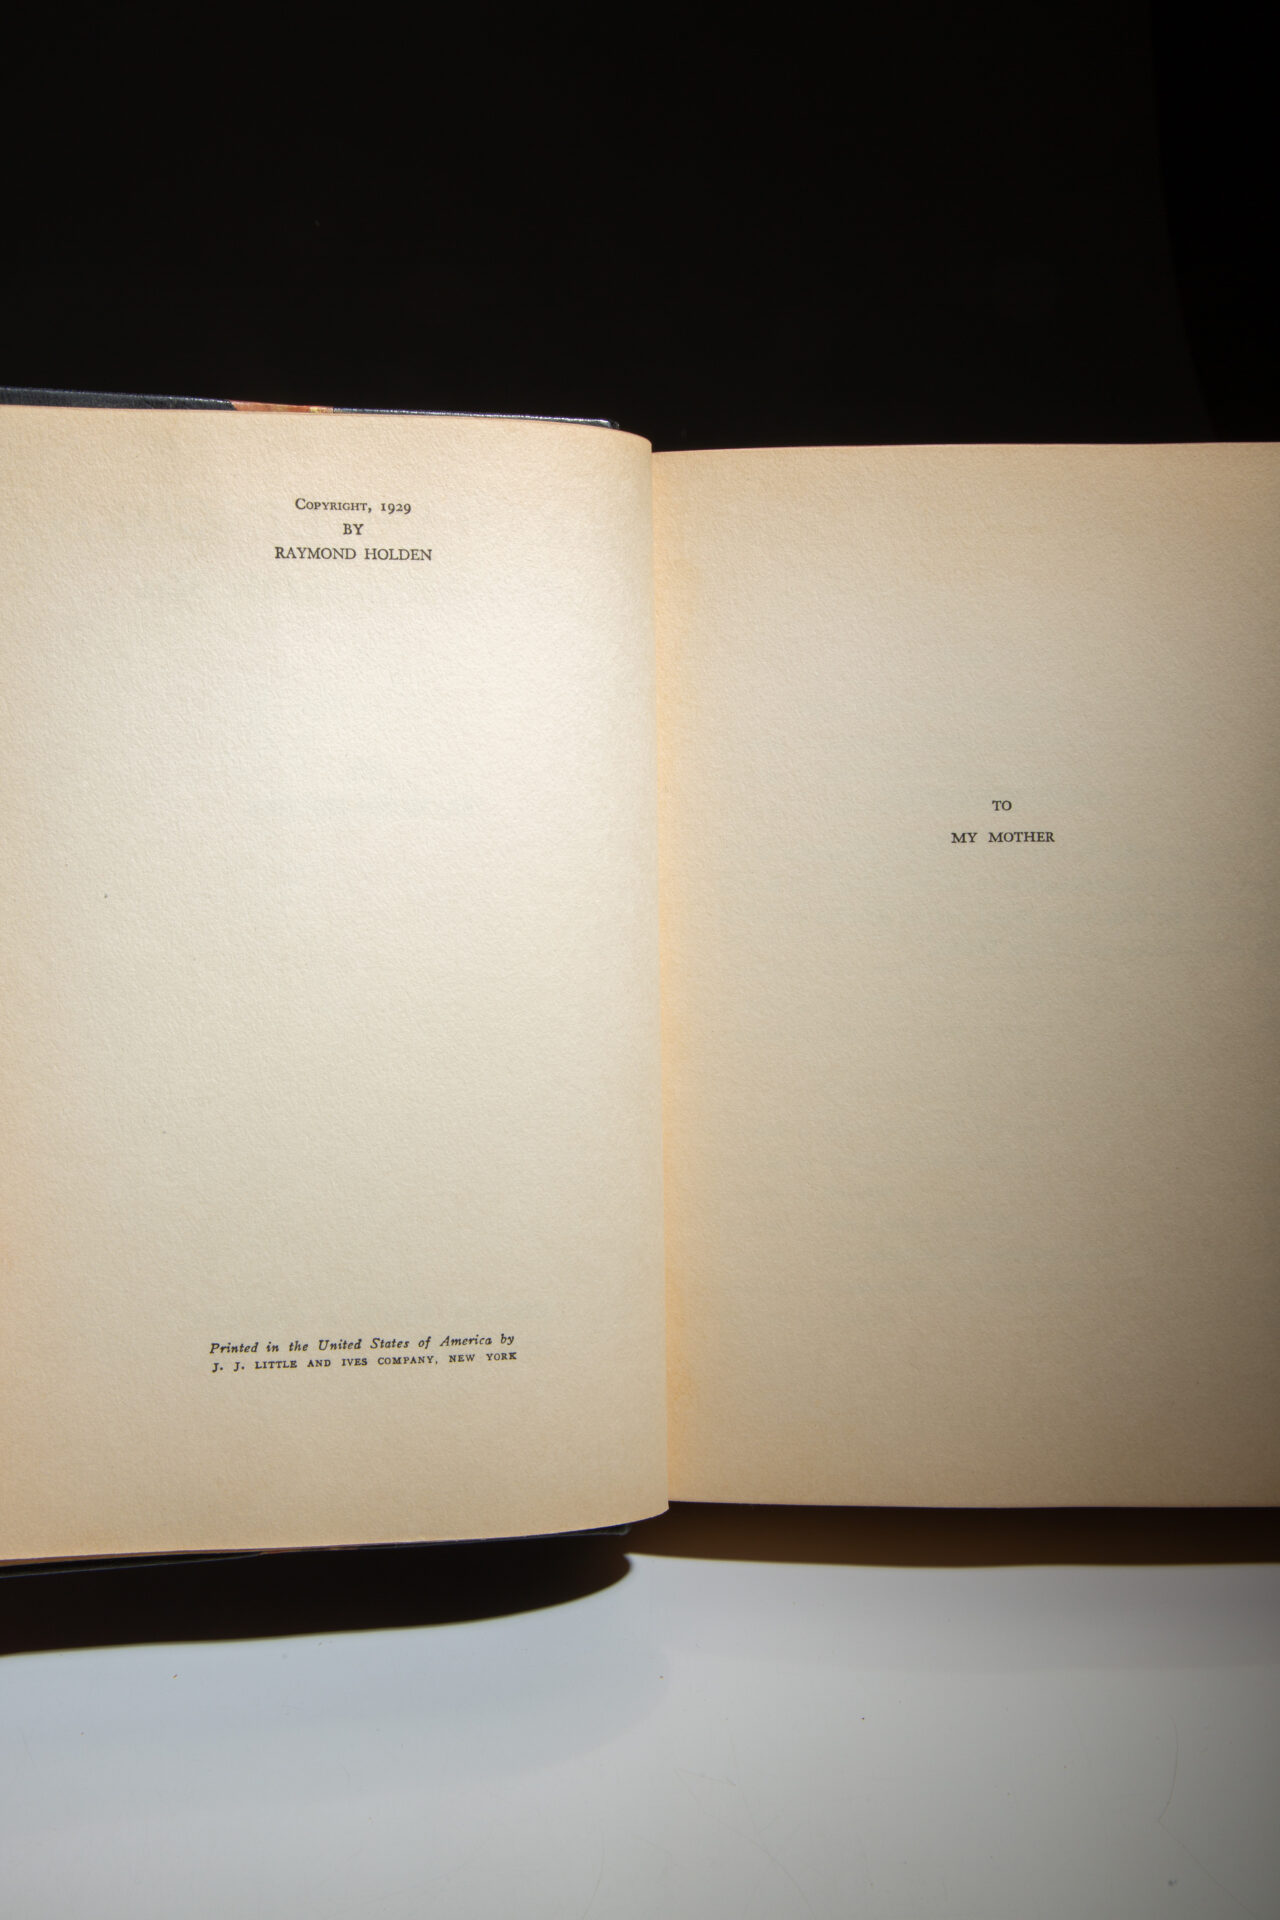 Copyright, 1929
BY
RAYMOND HOLDEN
Printed in the United States of America by
J. J. LITTLE AND IVES COMPANY, NEW YORK
TO
MY MOTHER